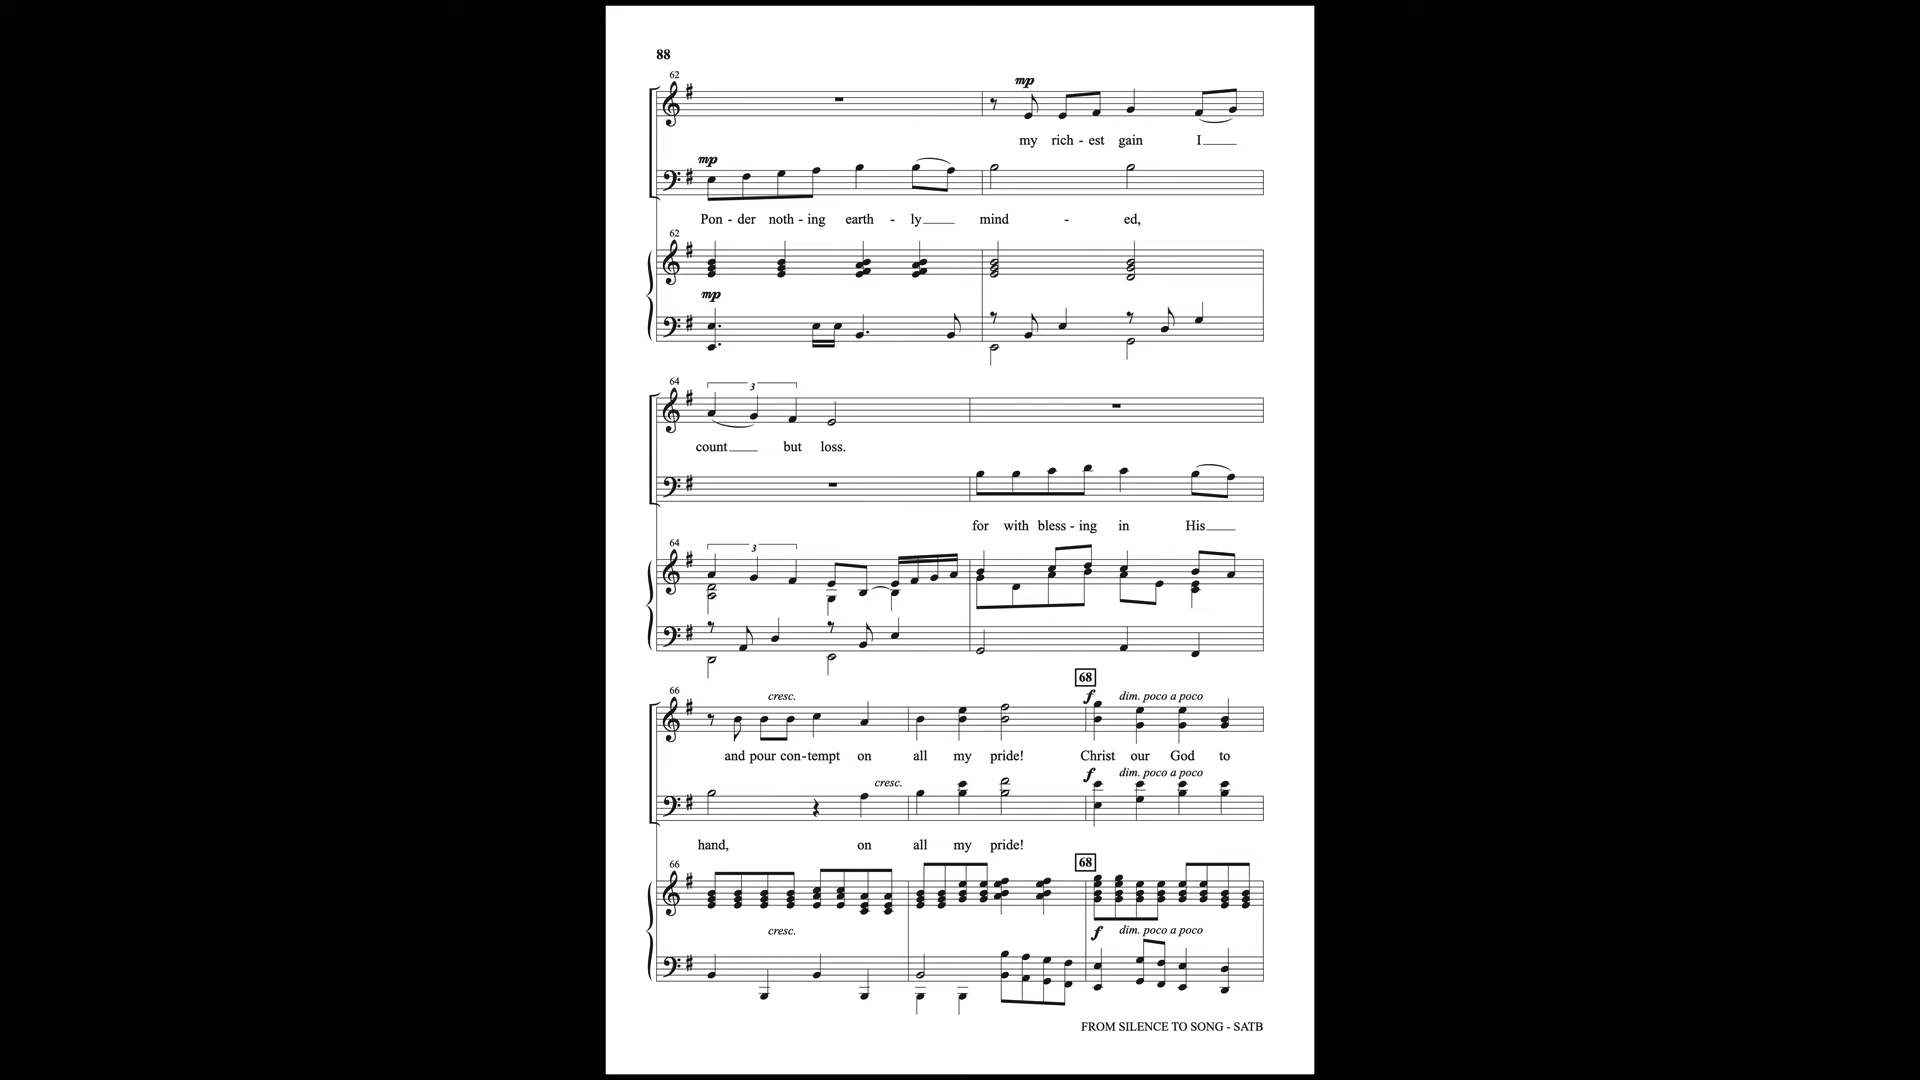 88
62
mp
my rich - est gain I
mp
Pon - der noth - ing earth - ly mind - ed,
62
mp
64
3
count but loss.
for with bless - ing in His
64
3
68
66
cresc.
f dim. poco a poco
and pour con - tempt on all my pride! Christ our God to
cresc.
f dim. poco a poco
hand, on all my pride!
68
66
cresc.
f dim. poco a poco
FROM SILENCE TO SONG - SATB